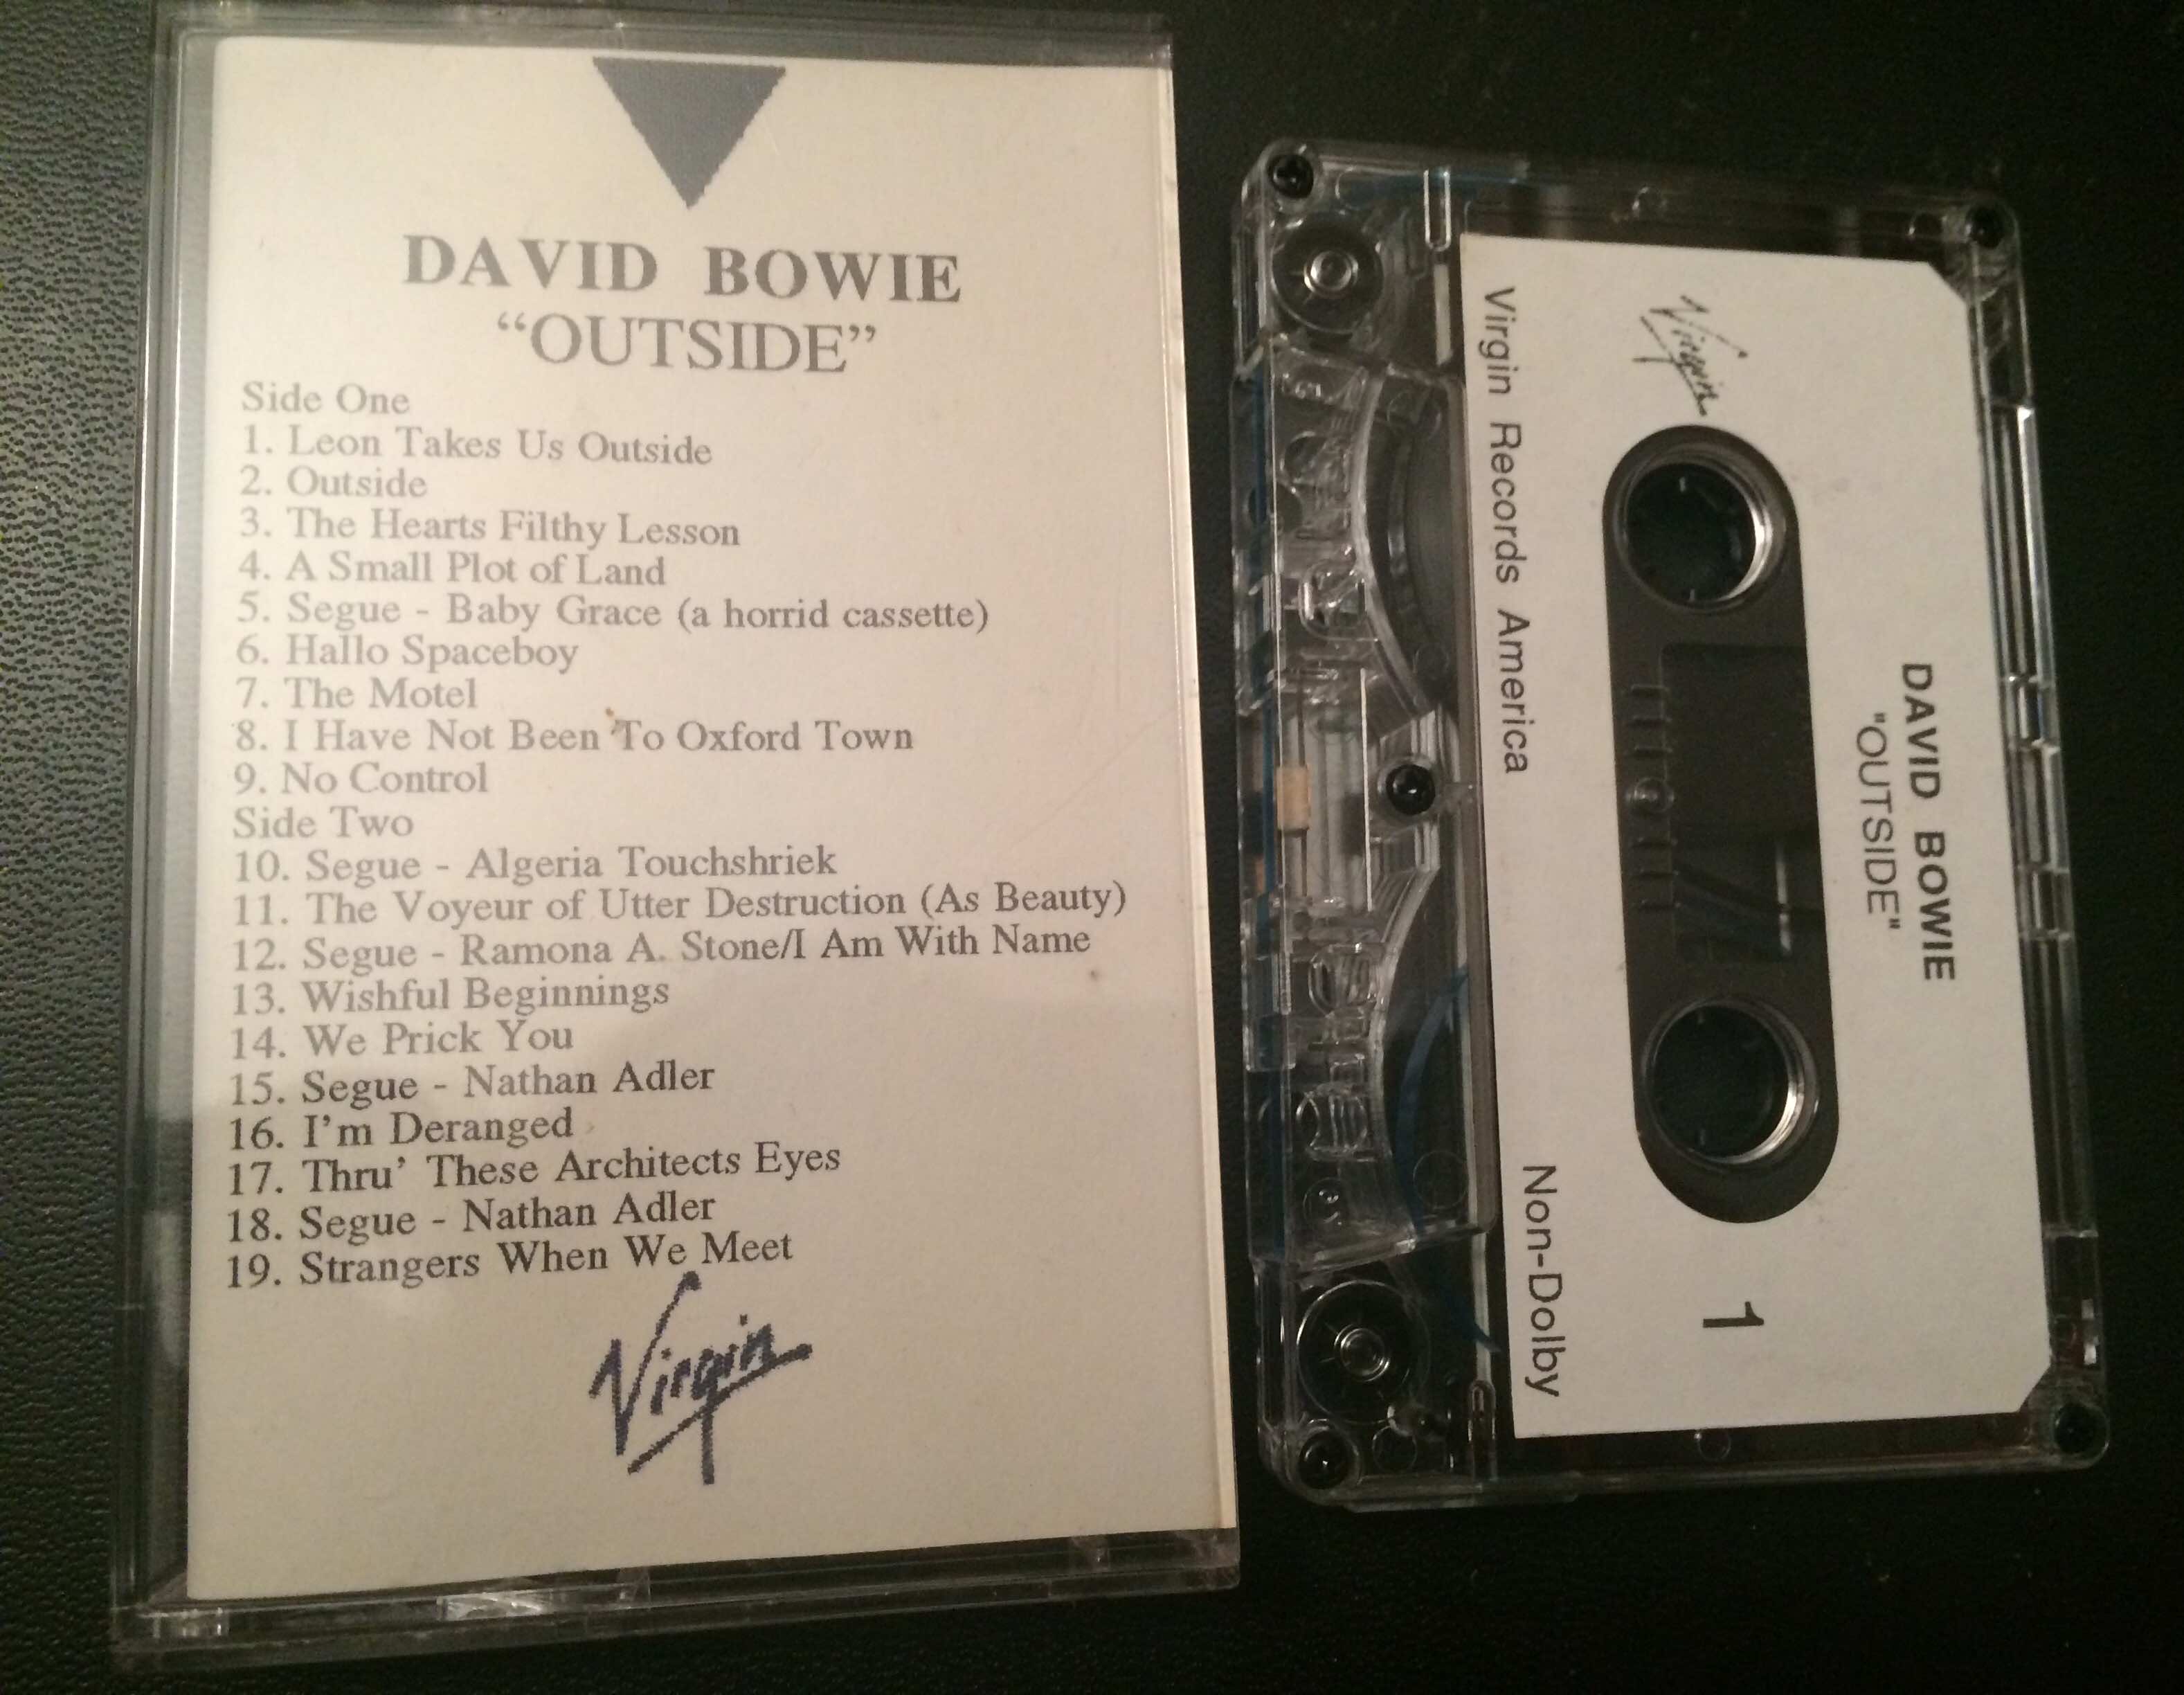 DAVID BOWIE
“OUTSIDE”
Side One
1. Leon Takes Us Outside
2. Outside
3. The Hearts Filthy Lesson
4. A Small Plot of Land
5. Segue - Baby Grace (a horrid cassette)
6. Hallo Spaceboy
7. The Motel
8. I Have Not Been To Oxford Town
9. No Control
Side Two
10. Segue - Algeria Touchshriek
11. The Voyeur of Utter Destruction (As Beauty)
12. Segue - Ramona A. Stone/I Am With Name
13. Wishful Beginnings
14. We Prick You
15. Segue - Nathan Adler
16. I’m Deranged
17. Thru’ These Architects Eyes
18. Segue - Nathan Adler
19. Strangers When We Meet
Virgin
DAVID BOWIE
"OUTSIDE"
Virgin
1
Virgin Records America
Non-Dolby